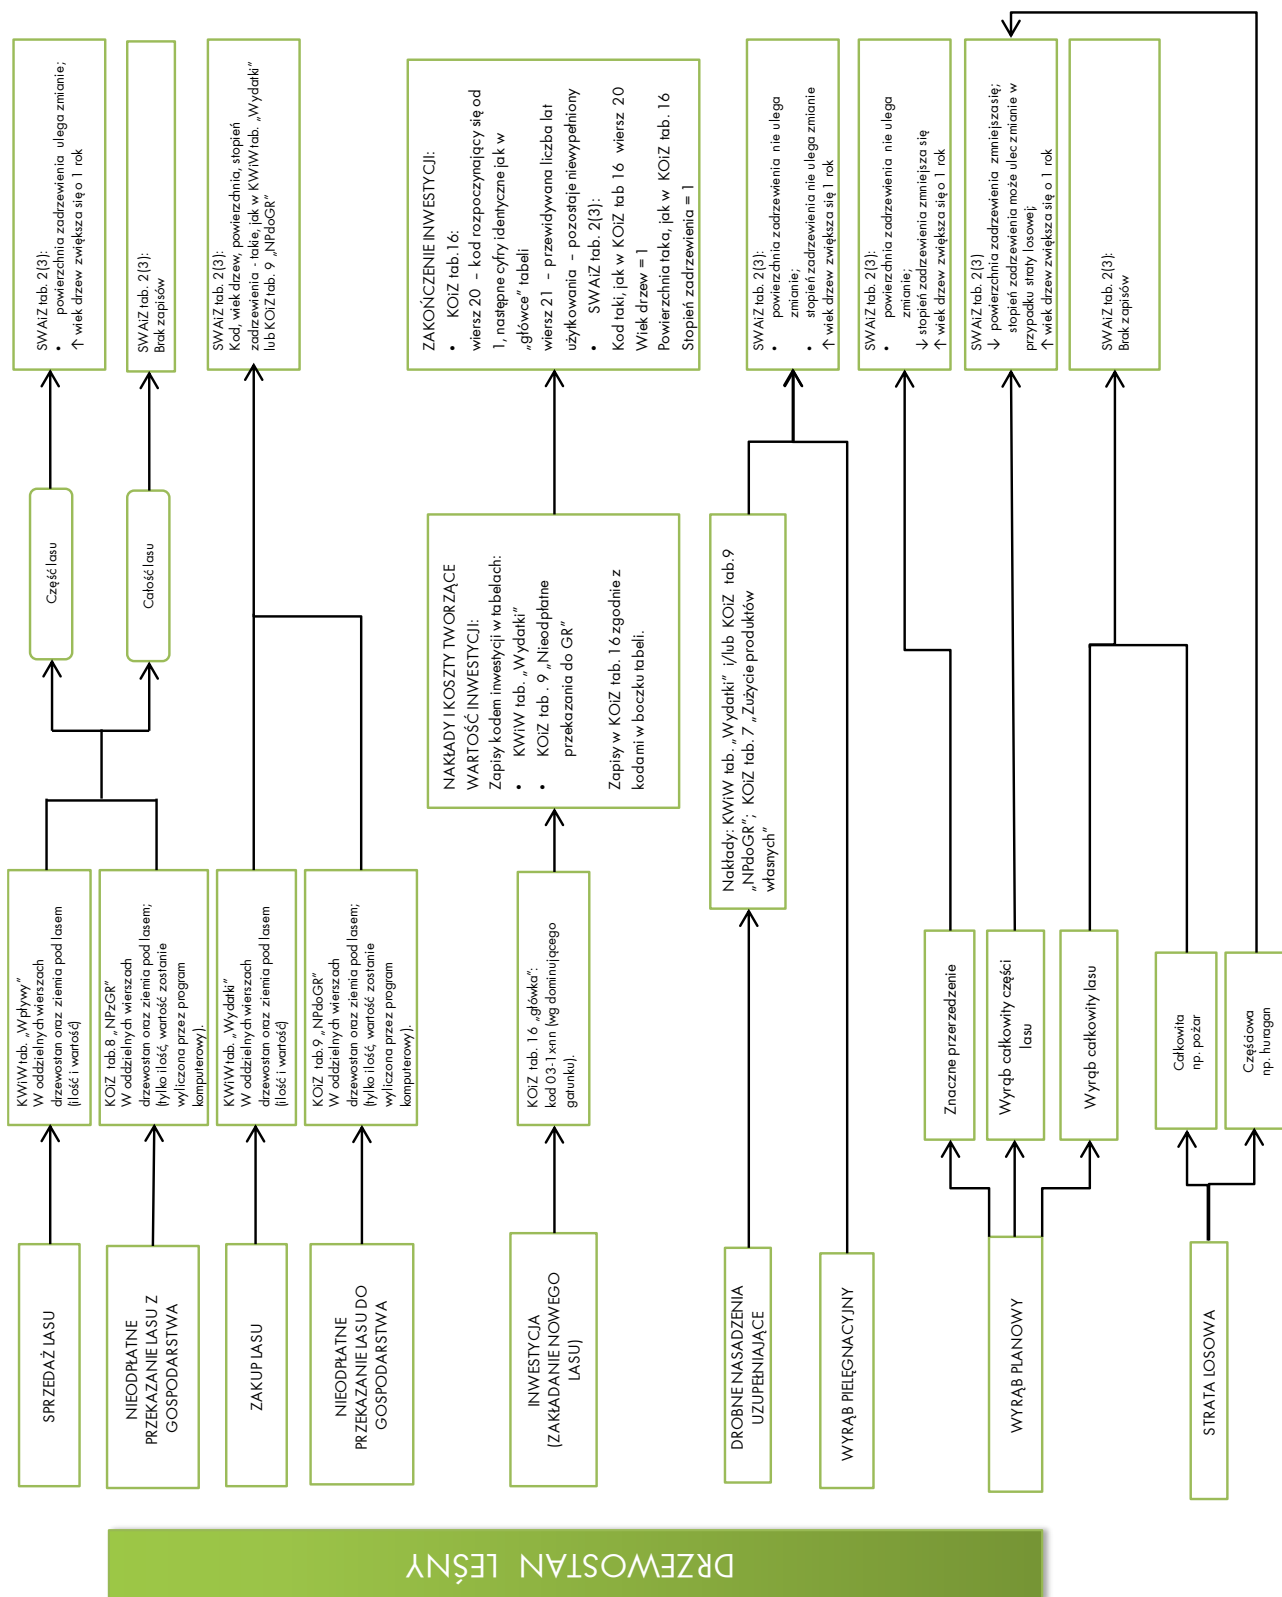 DRZEWOSTAN LEŚNY
SPRZEDAŻ LASU
KWiW tab. „Wpływy”
W oddzielnych wierszach
drzewostan oraz ziemia pod lasem
(ilość i wartość)
NIEODPŁATNE
PRZEKAZANIE LASU Z
GOSPODARSTWA
KOiZ tab.8 „NPzGR”
W oddzielnych wierszach
drzewostan oraz ziemia pod lasem;
(tylko ilość, wartość zostanie
wyliczona przez program
komputerowy).
Część lasu
SWAiZ tab. 2(3):
• powierzchnia zadrzewienia ulega zmianie;
↑ wiek drzew zwiększa się o 1 rok
Całość lasu
SWAiZ tab. 2(3):
Brak zapisów
ZAKUP LASU
KWiW tab. „Wydatki”
W oddzielnych wierszach
drzewostan oraz ziemia pod lasem
(ilość i wartość)
NIEODPŁATNE
PRZEKAZANIE LASU DO
GOSPODARSTWA
KOiZ tab.9 „NPdoGR”
W oddzielnych wierszach
drzewostan oraz ziemia pod lasem;
(tylko ilość, wartość zostanie
wyliczona przez program
komputerowy).
SWAiZ tab. 2(3):
Kod, wiek drzew, powierzchnia, stopień
zadrzewienia - takie, jak w KWiW tab. „Wydatki”
lub KOiZ tab. 9 „NPdoGR”
INWESTYCJA
(ZAKŁADANIE NOWEGO
LASU)
KOiZ tab. 16 „główka”:
kod 03-1xnn (wg dominującego
gatunku).
NAKŁADY I KOSZTY TWORZĄCE
WARTOŚĆ INWESTYCJI:
Zapisy kodem inwestycji w tabelach:
• KWiW tab. „Wydatki”
• KOiZ tab. 9 „Nieodpłatne
przekazania do GR”
Zapisy w KOiZ tab. 16 zgodnie z
kodami w boczku tabeli.
ZAKOŃCZENIE INWESTYCJI:
• KOiZ tab.16:
wiersz 20 – kod rozpoczynający się od
1, następne cyfry identyczne jak w
„główce” tabeli
wiersz 21 – przewidywana liczba lat
użytkowania – pozostaje niewypełniony
• SWAiZ tab. 2(3):
Kod taki, jak w KOiZ tab 16 wiersz 20
Wiek drzew = 1
Powierzchnia taka, jak w KOiZ tab. 16
Stopień zadrzewienia = 1
DROBNE NASADZENIA
UZUPEŁNIAJĄCE
Nakłady: KWiW tab. „Wydatki” i/lub KOiZ tab.9
„NPdoGR”; KOiZ tab. 7 „Zużycie produktów
własnych”
WYRĄB PIELĘGNACYJNY
SWAiZ tab. 2(3):
• powierzchnia zadrzewienia nie ulega
zmianie;
• stopień zadrzewienia nie ulega zmianie
↑ wiek drzew zwiększa się 1 rok
WYRĄB PLANOWY
Znaczne przerzedzenie
SWAiZ tab. 2(3):
• powierzchnia zadrzewienia nie ulega
zmianie;
↓ stopień zadrzewienia zmniejsza się
↑ wiek drzew zwiększa się o 1 rok
Wyrąb całkowity części
lasu
SWAiZ tab. 2(3)
↓ powierzchnia zadrzewienia zmniejsza się;
stopień zadrzewienia może ulec zmianie w
przypadku straty losowej;
↑ wiek drzew zwiększa się o 1 rok
Wyrąb całkowity lasu
SWAiZ tab. 2(3):
Brak zapisów
STRATA LOSOWA
Całkowita
np. pożar
Częśdowa
np. huragan